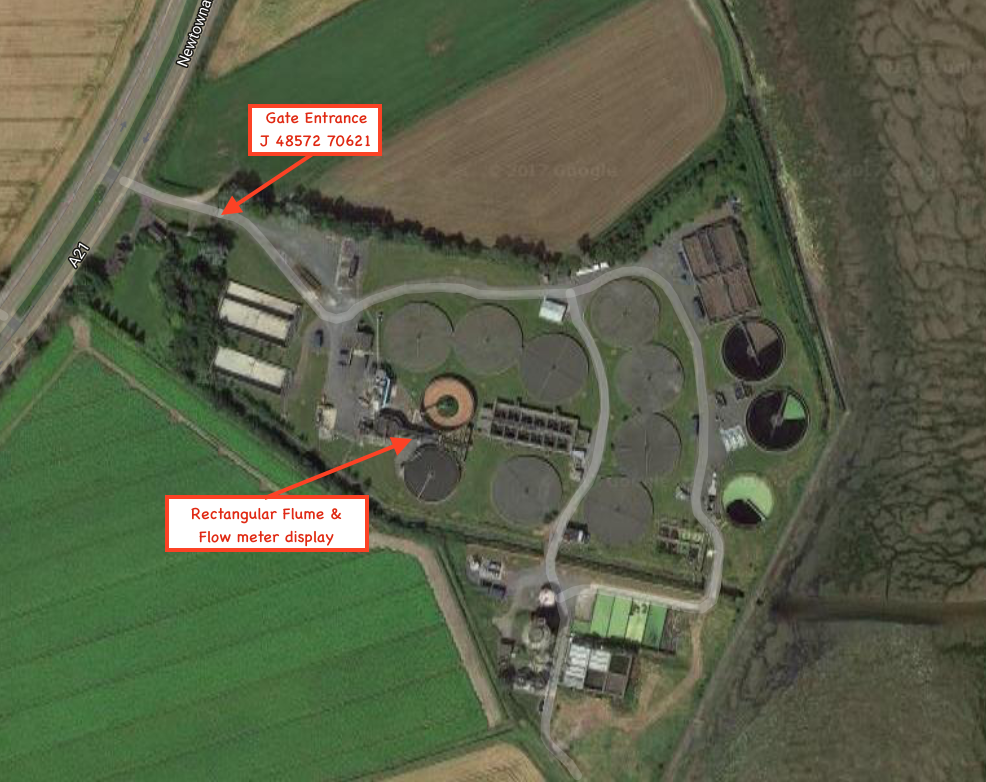 Newtowna
Gate Entrance
J 48572 70621
© 2017 Google
A21
Rectangular Flume &
Flow meter display